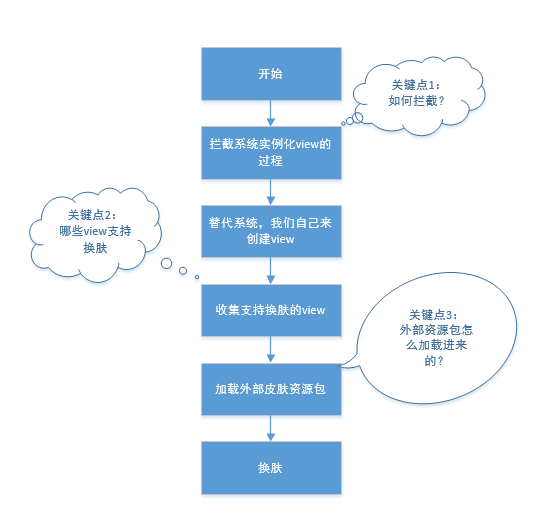 开始
关键点1：
如何拦截？
拦截系统实例化view的
过程
关键点2：
哪些view支持
换肤
替代系统，我们自己来
创建view
收集支持换肤的view
关键点3：
外部资源包怎
么加载进来
的？
加载外部皮肤资源包
换肤